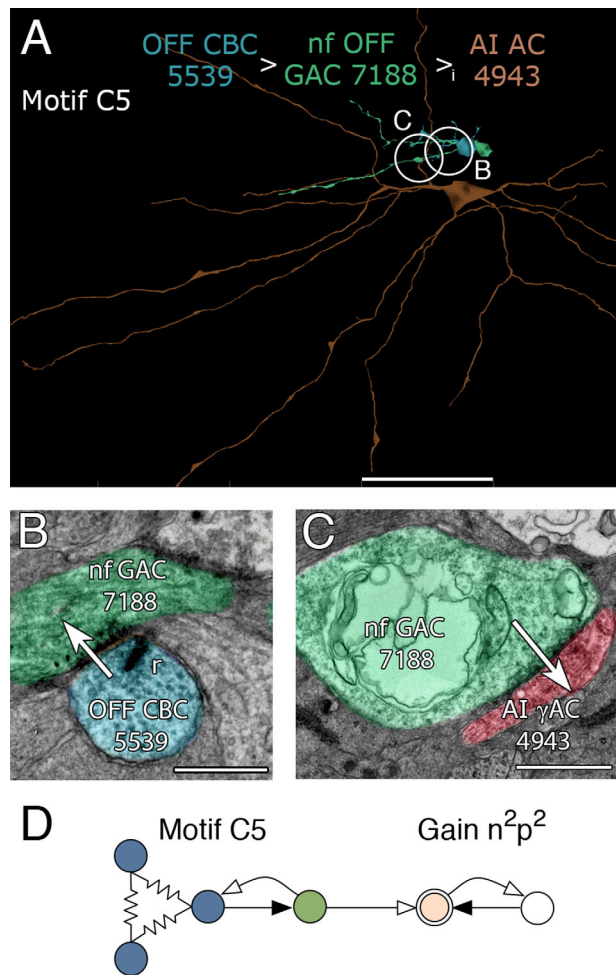 A
OFF CBC 5539 > nf OFF GAC 7188 >i AI AC 4943
Motif C5
C
B
B
nf GAC
7188
r
OFF CBC
5539
C
nf GAC
7188
AI γAC
4943
D
Motif C5
Gain n²p²